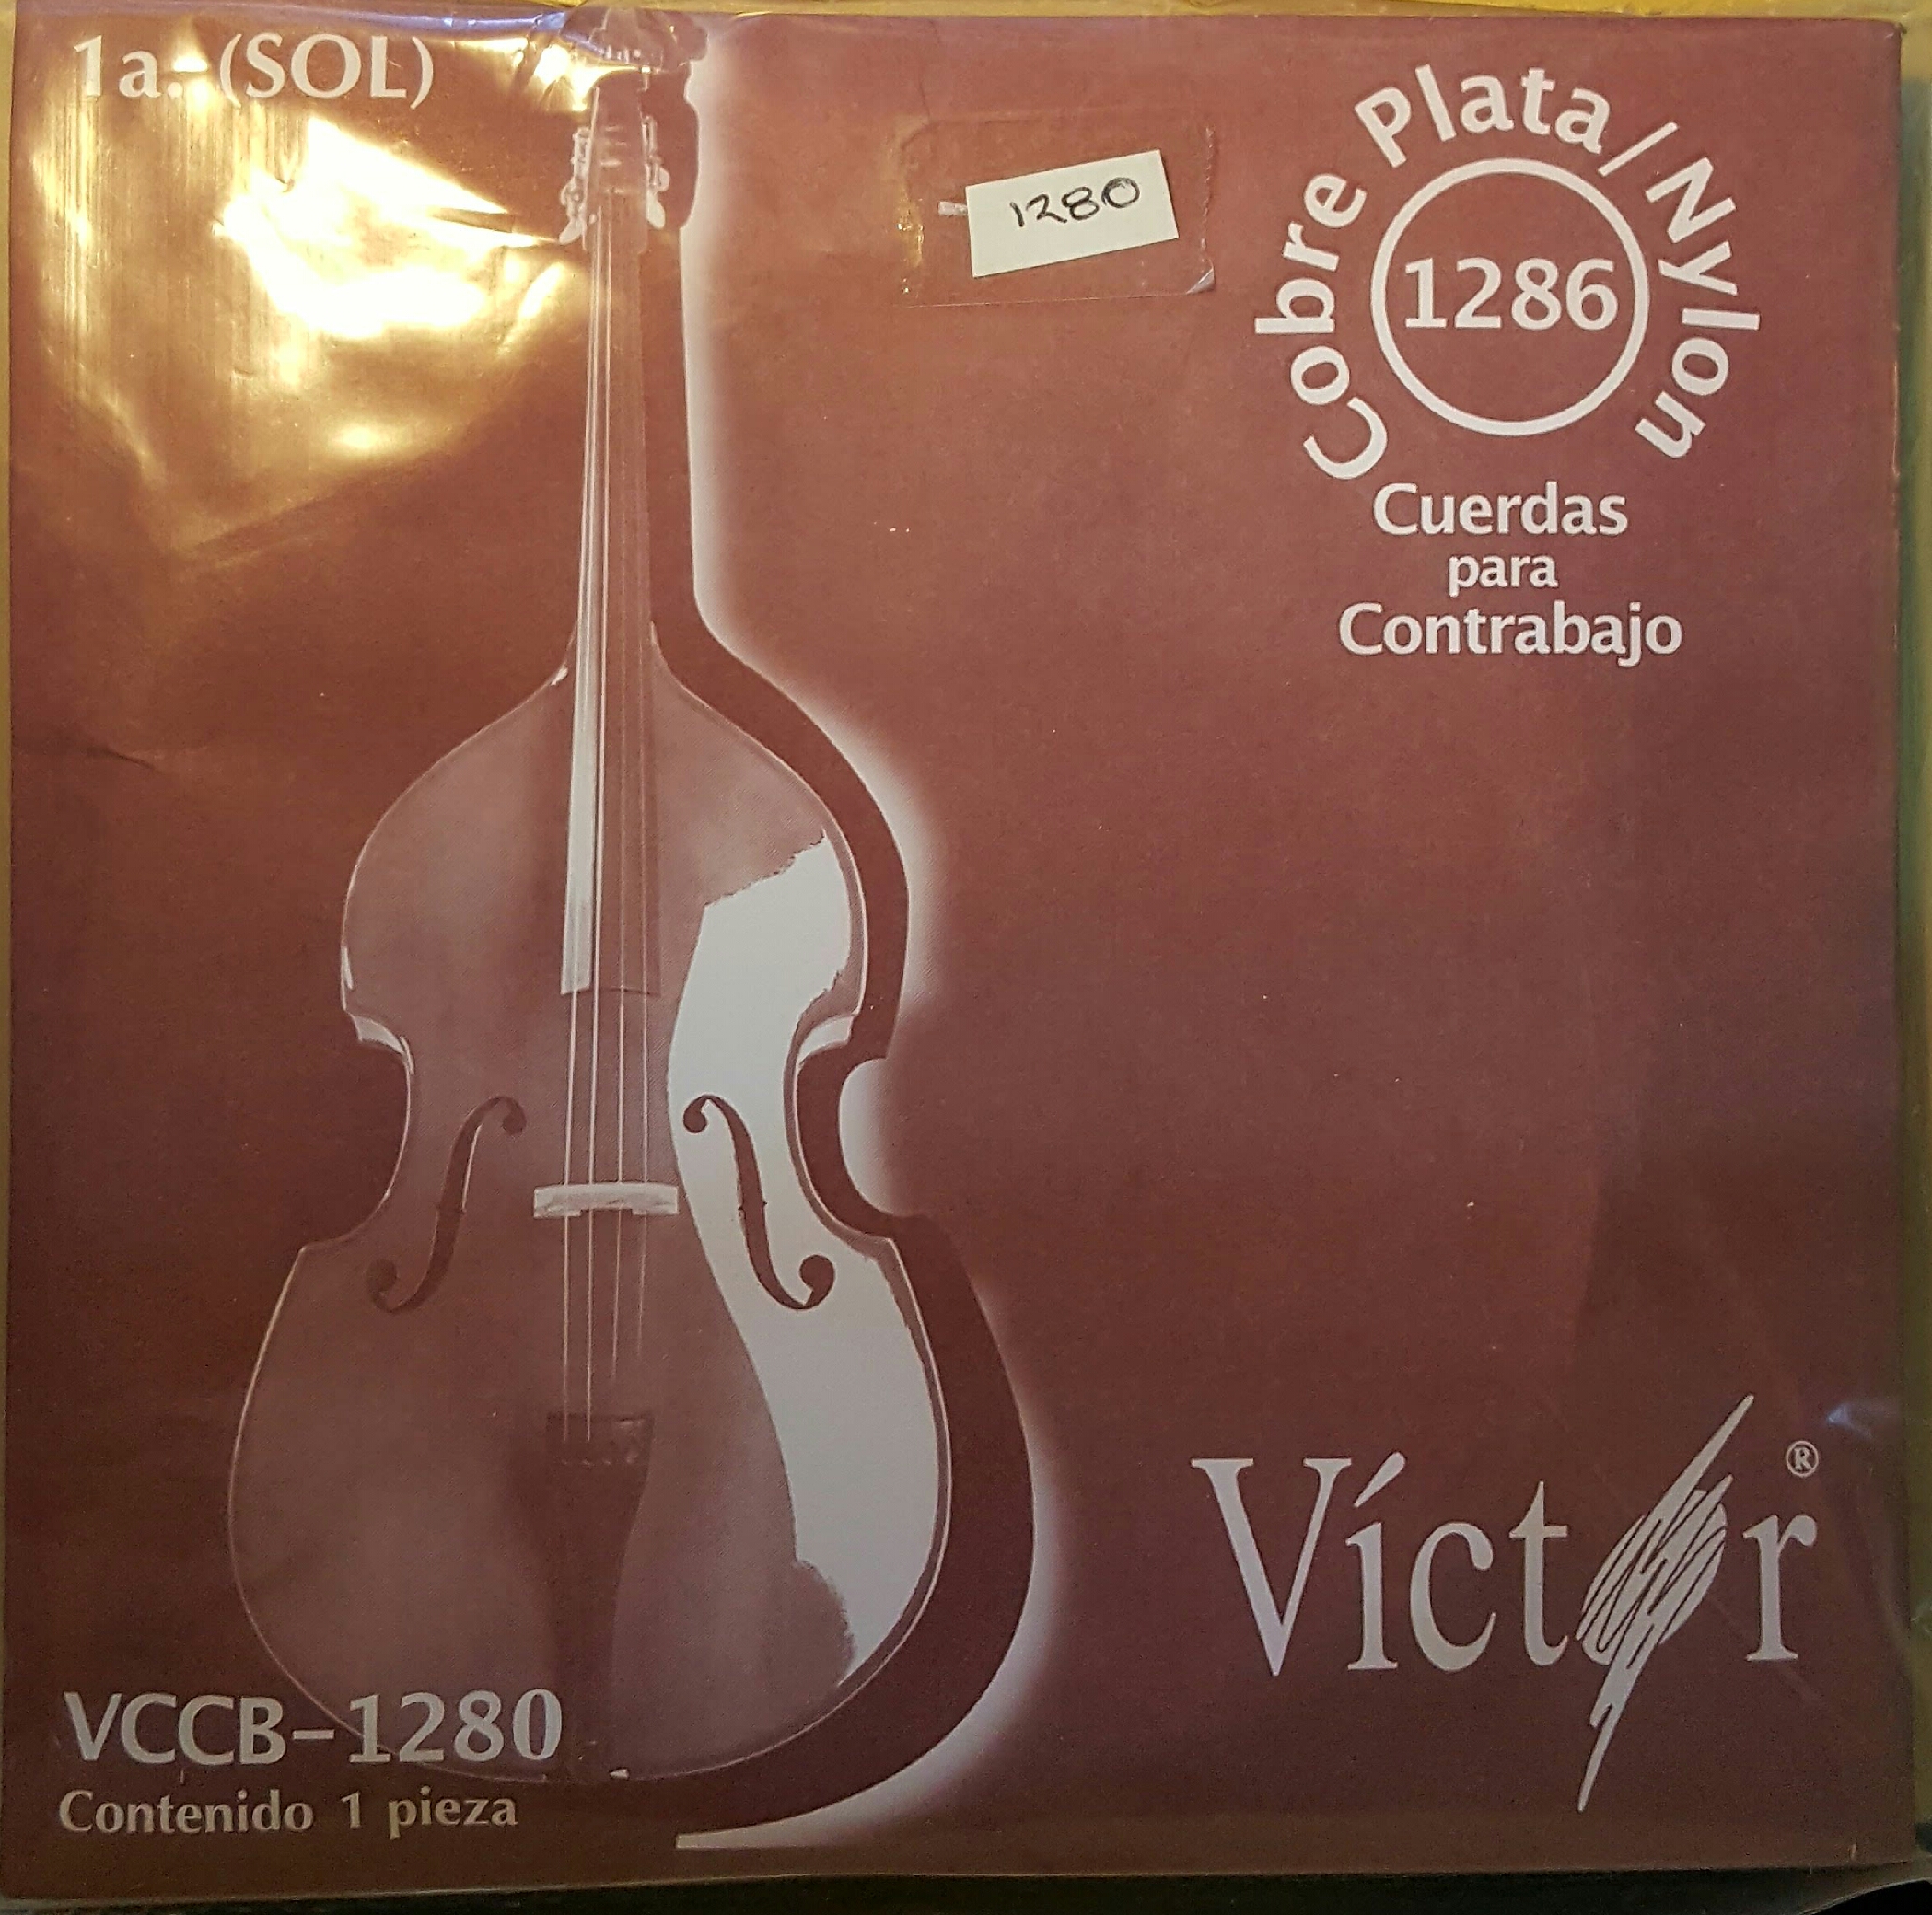 1a. (SOL)
1280
Cobre Plata/Nylon
1286
Cuerdas
para
Contrabajo
Víctor®
VCCB-1280
Contenido 1 pieza